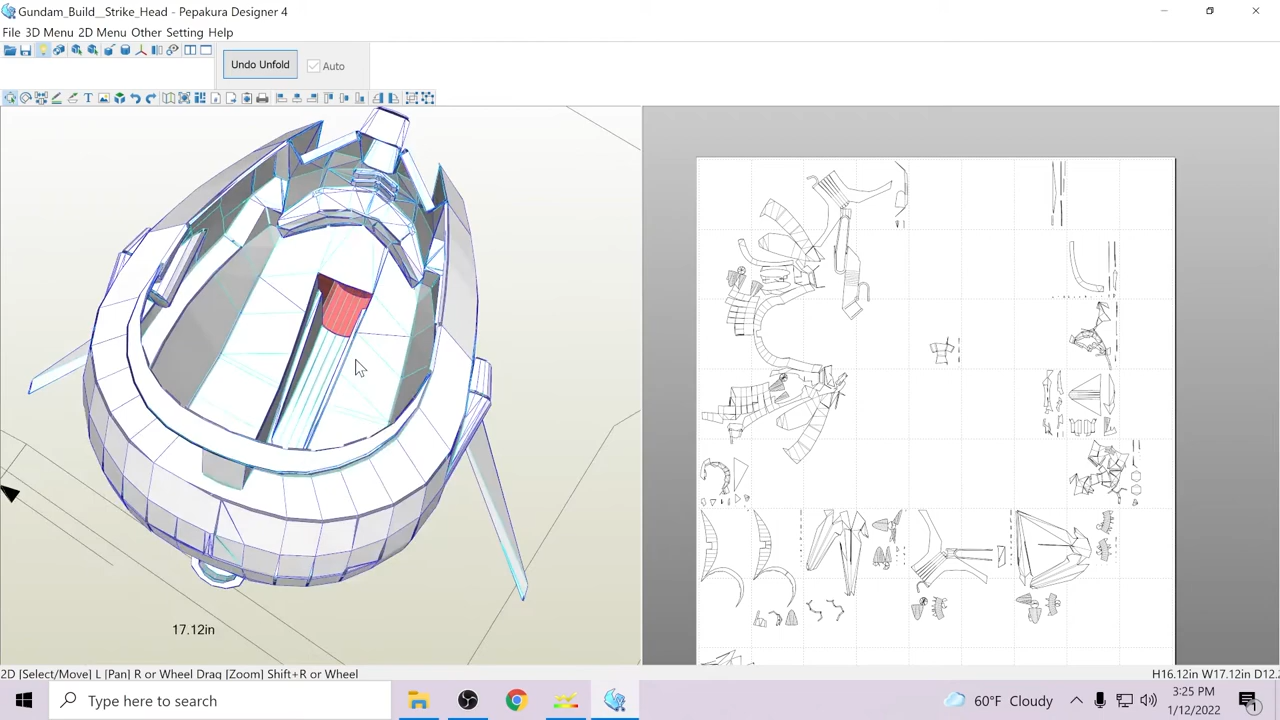 Gundam_Build__Strike_Head - Pepakura Designer 4
File 3D Menu 2D Menu Other Setting Help
Undo Unfold
Auto
17.12in
2D [Select/Move] L [Pan] R or Wheel Drag [Zoom] Shift+R or Wheel
H16.12in W17.12in D12.
Type here to search
60°F Cloudy
3:25 PM
1/12/2022
1